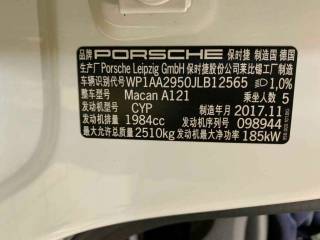 品牌 PORSCHE 保时捷 制造国 德国
生产厂 Porsche Leipzig GmbH 保时捷股份公司莱比锡工厂制造
车辆识别代号 WP1AA2950JLB12565 1,0%
整车型号 Macan A121 乘坐人数 5
发动机型号 CYP 制造年月 2017.11
发动机排量 1984cc 发动机号 098944
最大允许总质量 2510kg 发动机最大净功率 185kW